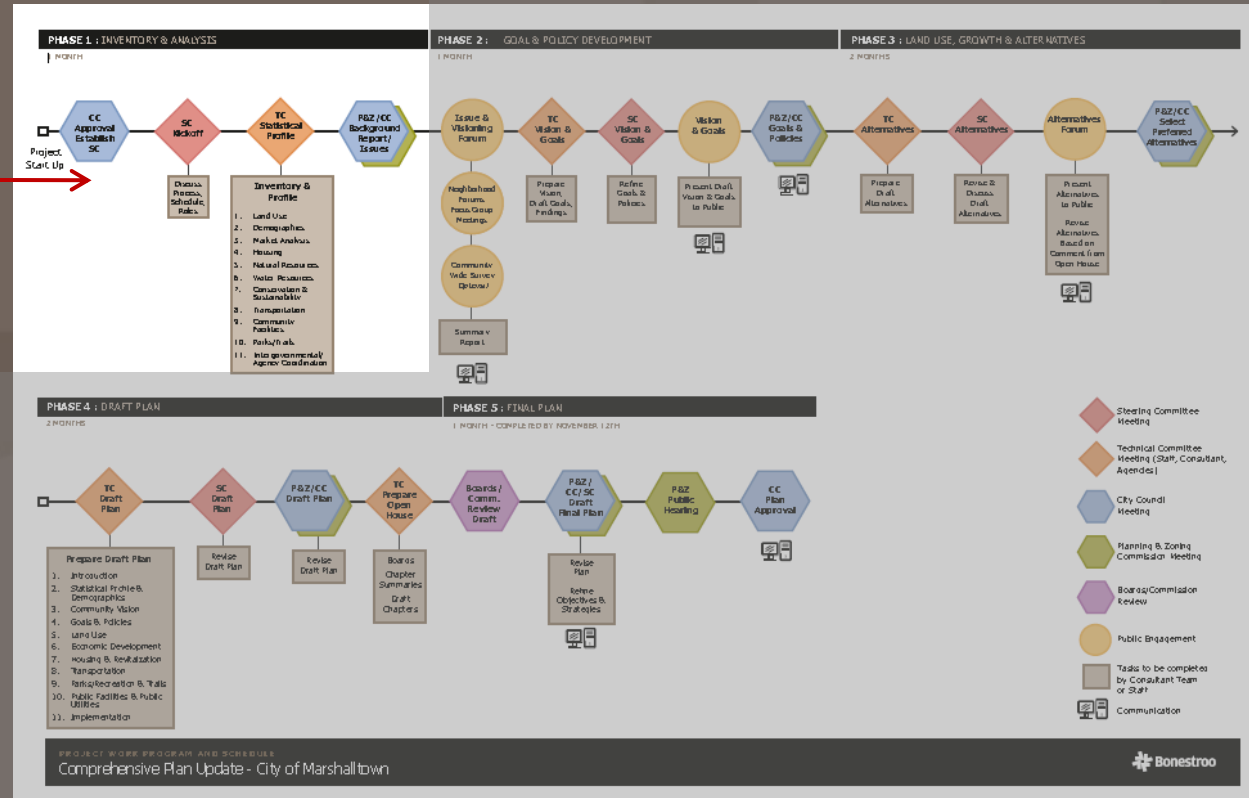 PHASE 1 : INVENTORY & ANALYSIS
PHASE 2 : GOAL & POLICY DEVELOPMENT
PHASE 3 : LAND USE, GROWTH & ALTERNATIVES
1 MONTH
1 MONTH
2 MONTHS
Project
Start Up
CC
Approval
Establish
SC
SC
Kickoff
TC
Statistical
Profile
P&Z/CC
Background
Report/
Issues
Issue &
Visioning
Forum
TC
Vision &
Goals
SC
Vision &
Goals
Vision
& Goals
P&Z/CC
Goals &
Policies
TC
Alternatives
SC
Alternatives
Alternatives
Forum
P&Z/CC
Select
Preferred
Alternatives
Discuss
Process,
Schedule,
Roles
Inventory &
Profile
1. Land Use
2. Demographics
3. Market Analysis
4. Housing
5. Natural Resources
6. Water Resources
7. Conservation &
Sustainability
8. Transportation
9. Community
Facilities
10. Parks/Trails
11. Intergovernmental/
Agency Coordination
Neighborhood
Forums,
Focus Group
Meetings
Community
Wide Survey
Optional
Summary
Report
Prepare
Vision,
Draft Goals,
Findings
Refine
Goals &
Policies
Present Draft
Vision & Goals
to Public
Prepare
Draft
Alternatives
Revise &
Discuss
Draft
Alternatives
Present
Alternatives
to Public
Revise
Alternatives
Based on
Comment from
Open House
PHASE 4 : DRAFT PLAN
PHASE 5 : FINAL PLAN
2 MONTHS
1 MONTH - COMPLETED BY NOVEMBER 12TH
TC
Draft
Plan
SC
Draft
Plan
P&Z/CC
Draft Plan
TC
Prepare
Open
House
Boards/
Comm.
Review
Draft
P&Z/
CC/SC
Draft
Final Plan
P&Z
Public
Hearing
CC
Plan
Approval
Prepare Draft Plan
1. Introduction
2. Statistical Profile &
Demographics
3. Community Vision
4. Goals & Policies
5. Land Use
6. Economic Development
7. Housing & Revitalization
8. Transportation
9. Parks/Recreation & Trails
10. Public Facilities & Public
Utilities
11. Implementation
Revise
Draft Plan
Revise
Draft Plan
Boards
Chapter
Summaries
Draft
Chapters
Revise
Plan
Refine
Objectives &
Strategies
Steering Committee
Meeting
Technical Committee
Meeting (Staff, Consultant,
Agencies)
City Council
Meeting
Planning & Zoning
Commission Meeting
Boards/Commission
Review
Public Engagement
Tasks to be completed
by Consultant Team
or Staff
Communication
PROJECT WORK PROGRAM AND SCHEDULE
Comprehensive Plan Update - City of Marshalltown
Bonestroo